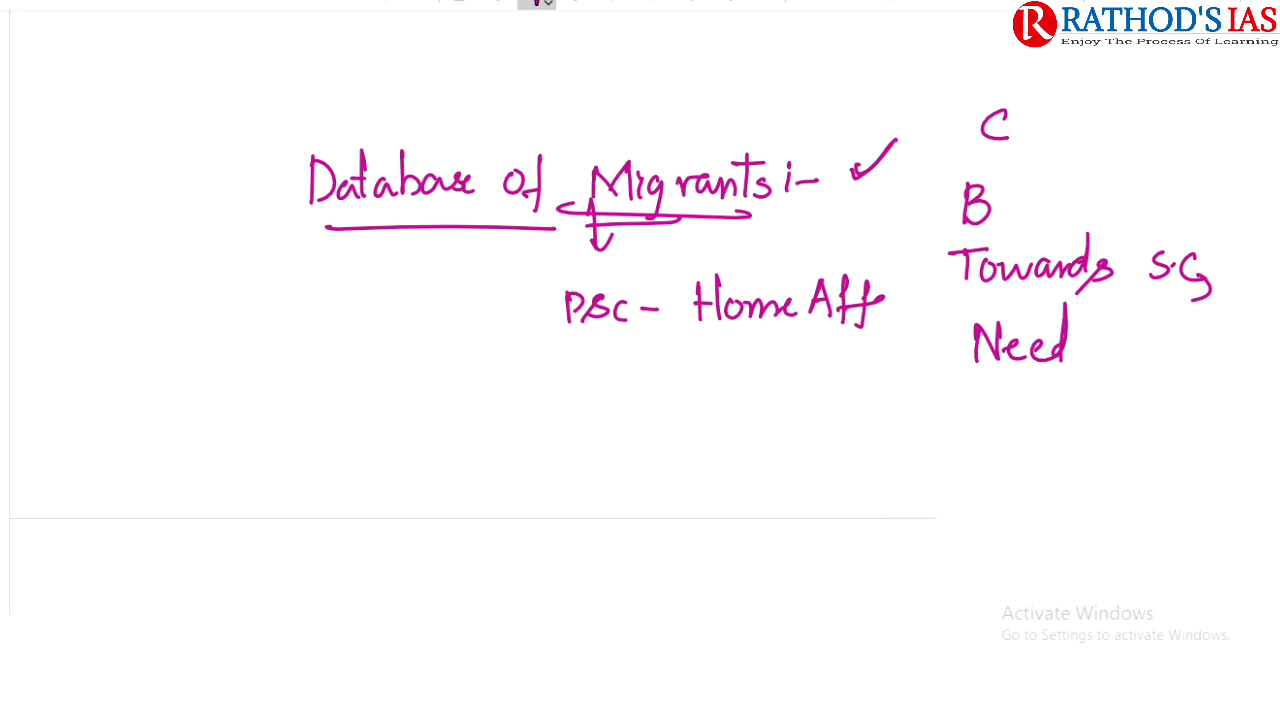 RATHOD'S IAS
Enjoy The Process Of Learning
C
Database of Migrants :-
B
Towards S.G
PSC - Home Aff
Need
Activate Windows
Go to Settings to activate Windows.